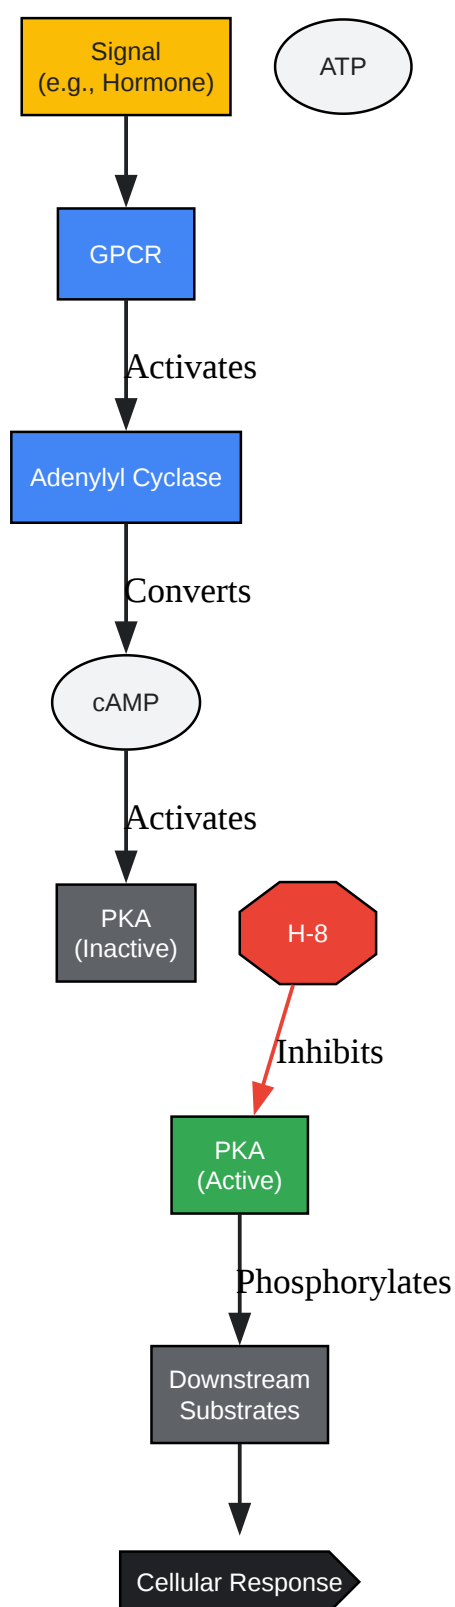 Signal
(e.g., Hormone)
ATP
GPCR
Activates
Adenylyl Cyclase
Converts
cAMP
Activates
PKA
(Inactive)
H-8
Inhibits
PKA
(Active)
Phosphorylates
Downstream
Substrates
Cellular Response